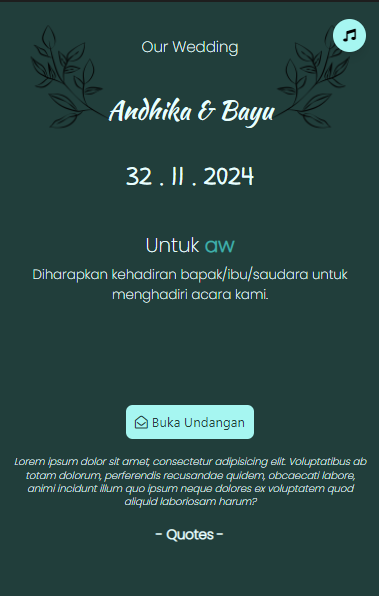 Our Wedding
Andhika & Bayu
32 . 11 . 2024
Untuk aw
Diharapkan kehadiran bapak/ibu/saudara untuk
menghadiri acara kami.
Buka Undangan
Lorem ipsum dolor sit amet, consectetur adipisicing elit. Voluptatibus ab
totam dolorum, perferendis recusandae quidem, obcaecati labore,
animi incidunt illum quo ipsum neque dolores ex voluptatem quod
aliquid laboriosam harum?
- Quotes -